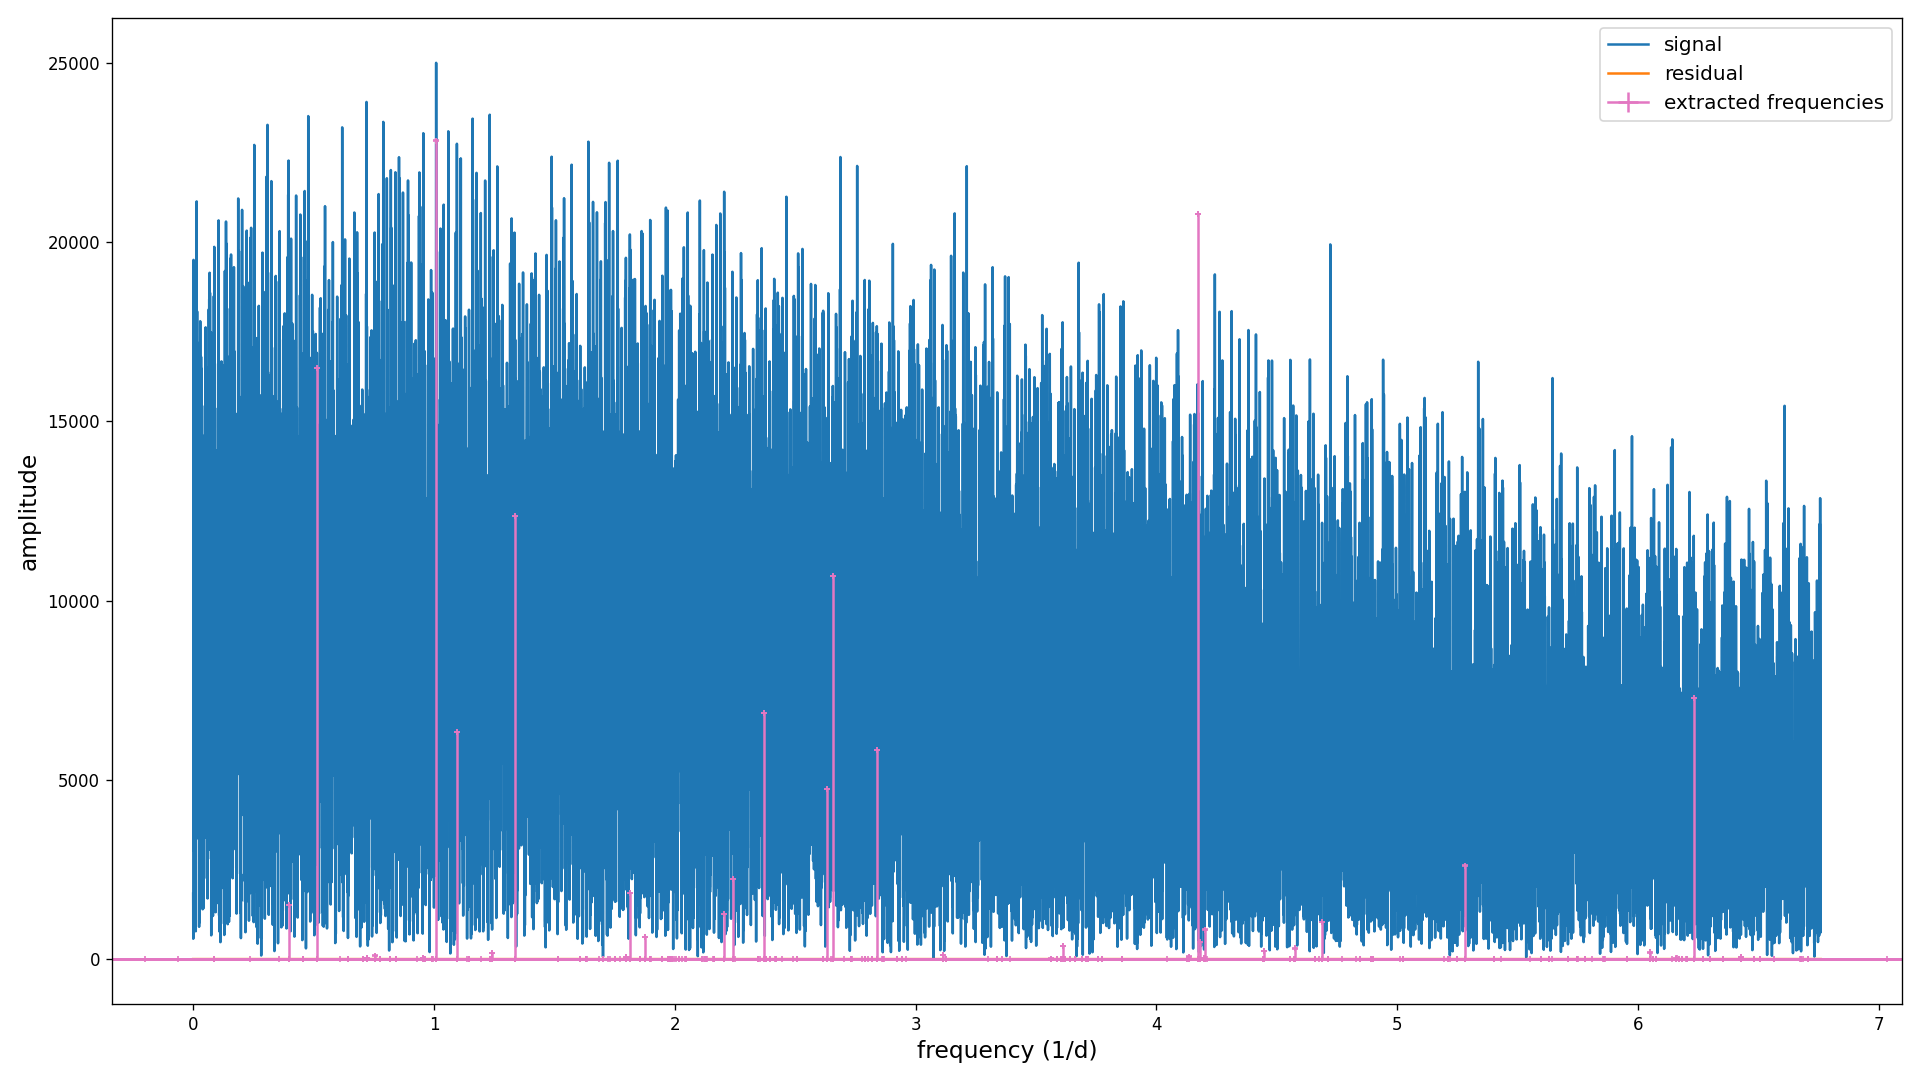 25000
20000
15000
10000
5000
0
amplitude
0 1 2 3 4 5 6 7
frequency (1/d)
signal
residual
extracted frequencies